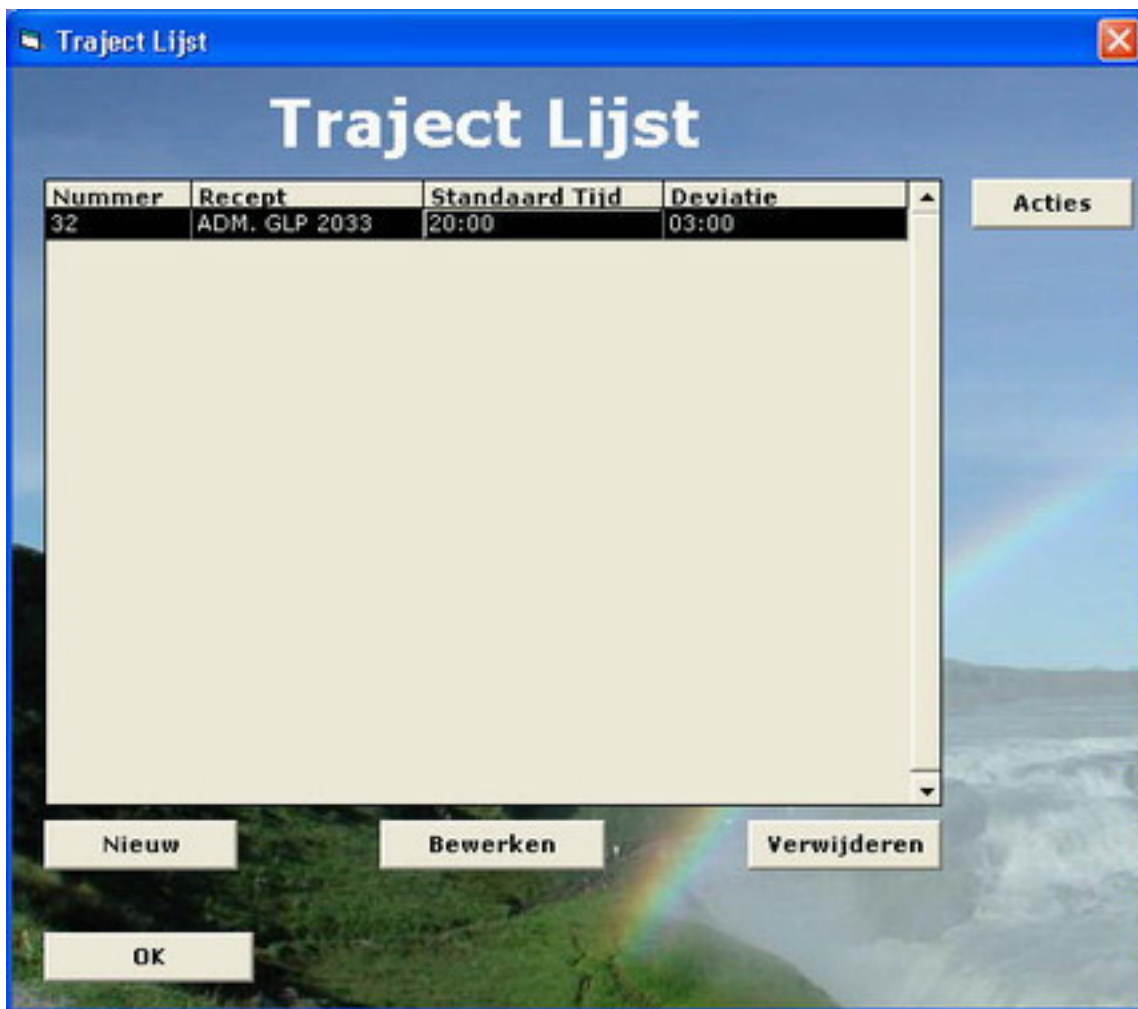 Traject Lijst
Traject Lijst
Nummer Recept Standaard Tijd Deviatie
32 ADM. GLP 2033 20:00 03:00
Acties
Nieuw Bewerken Verwijderen
OK